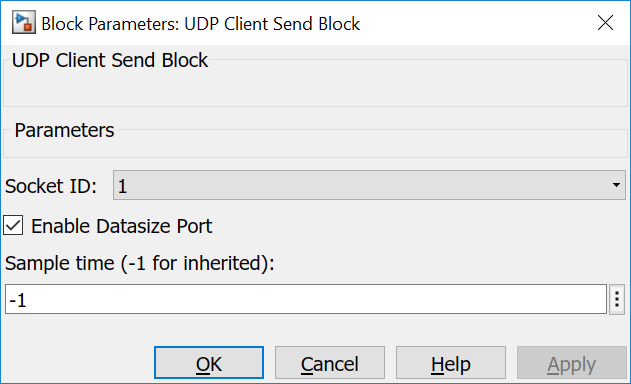 Block Parameters: UDP Client Send Block
UDP Client Send Block
Parameters
Socket ID: 1
Enable Datasize Port
Sample time (-1 for inherited):
-1
OK Cancel Help Apply